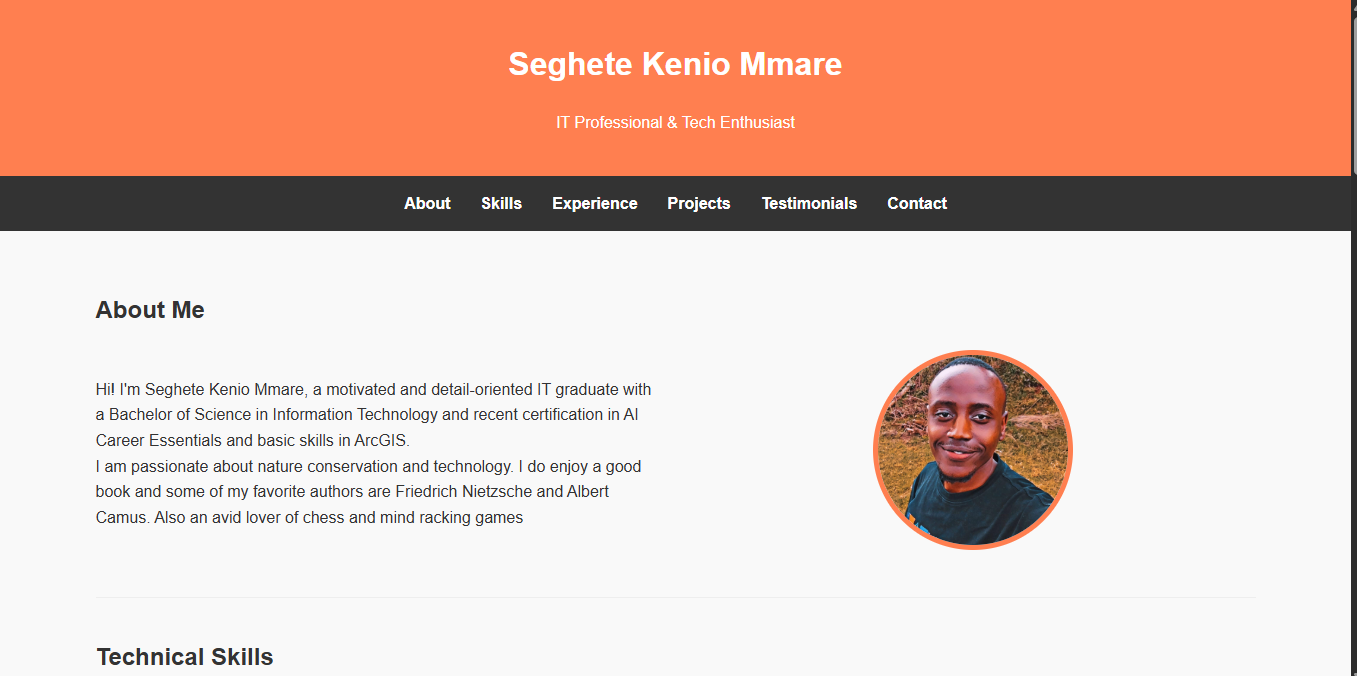 Seghete Kenio Mmare
IT Professional & Tech Enthusiast
About Skills Experience Projects Testimonials Contact
About Me
Hi! I'm Seghete Kenio Mmare, a motivated and detail-oriented IT graduate with
a Bachelor of Science in Information Technology and recent certification in AI
Career Essentials and basic skills in ArcGIS.
I am passionate about nature conservation and technology. I do enjoy a good
book and some of my favorite authors are Friedrich Nietzsche and Albert
Camus. Also an avid lover of chess and mind racking games
Technical Skills